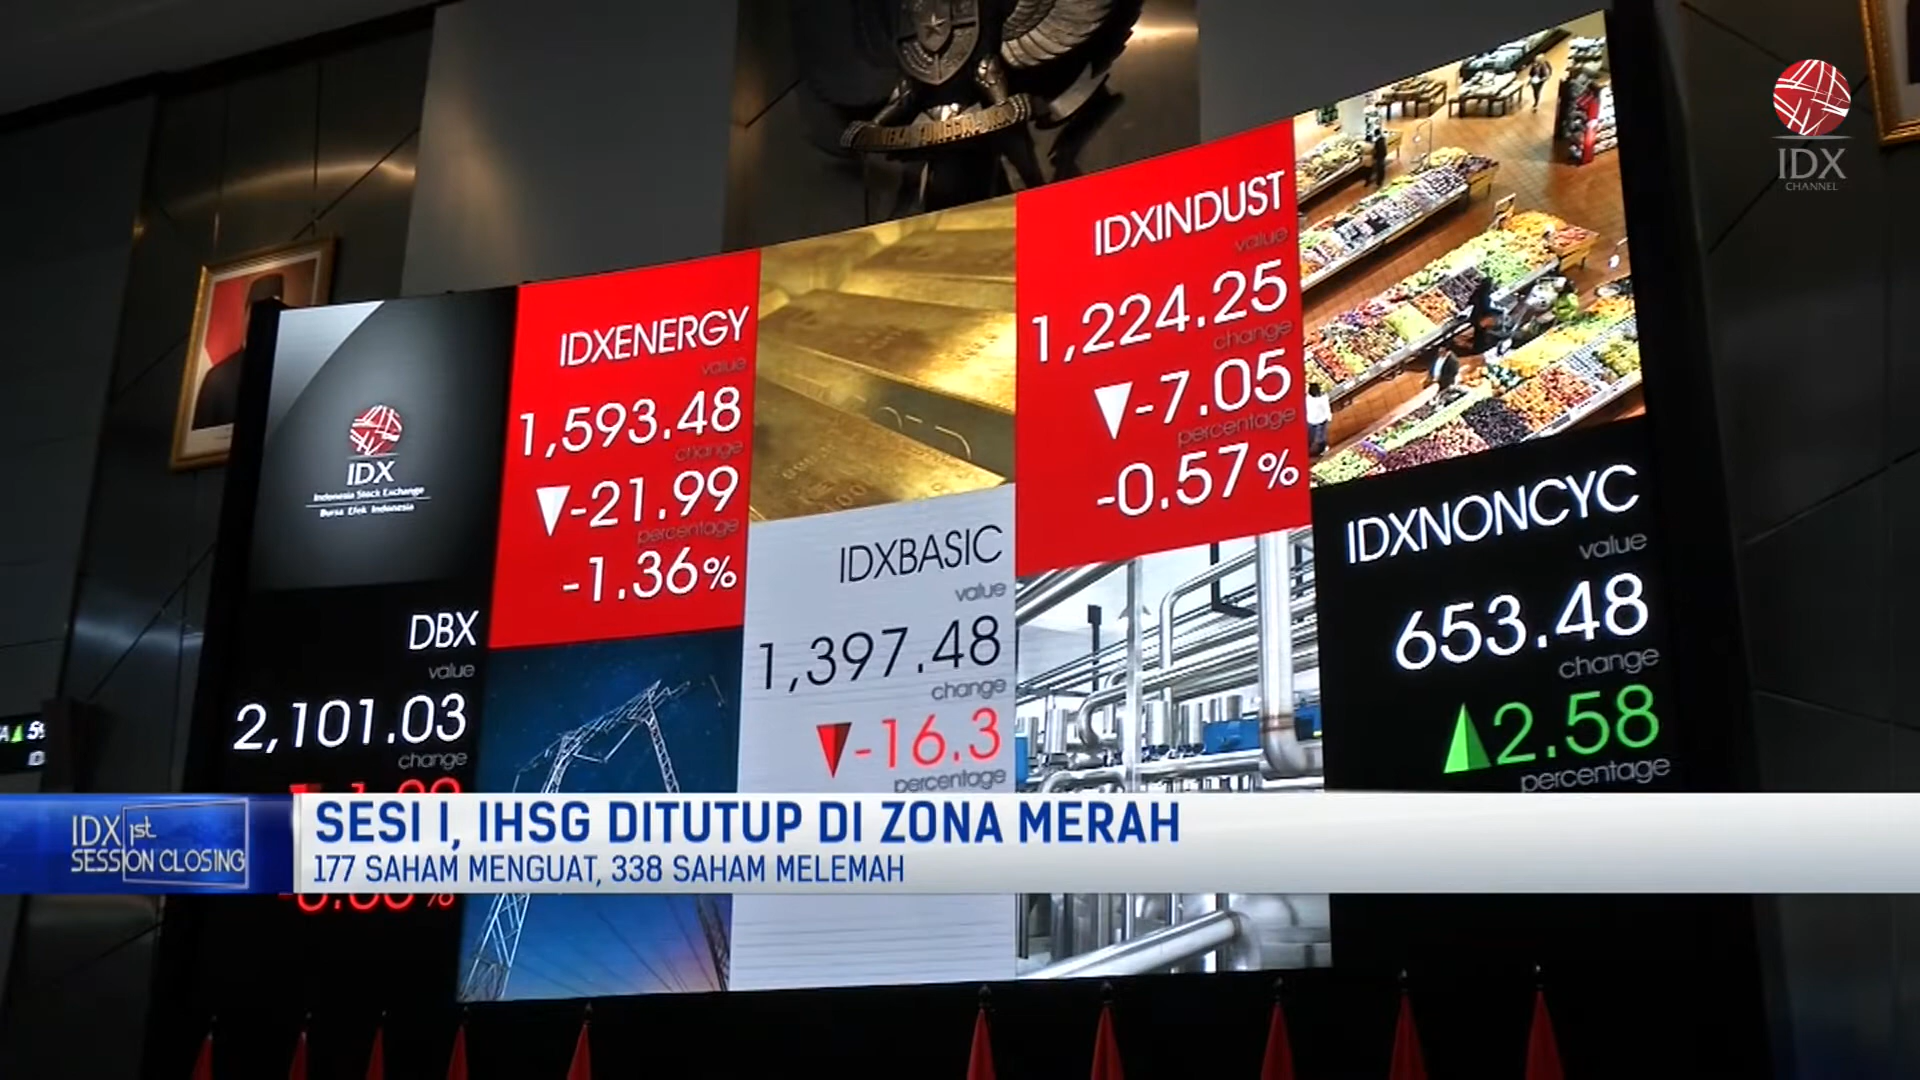 IDX
CHANNEL
BHINNEKA TUNGGAL IKA
IDX
Indonesia Stock Exchange
Bursa Efek Indonesia
DBX
value
2,101.03
change
IDXENERGY
value
1,593.48
change
▼-21.99
percentage
-1.36%
IDXBASIC
value
1,397.48
change
▼-16.3
percentage
IDXINDUST
value
1,224.25
change
▼-7.05
percentage
-0.57%
IDXNONCYC
value
653.48
change
▲2.58
percentage
IDX 1st
SESSION CLOSING
SESI I, IHSG DITUTUP DI ZONA MERAH
177 SAHAM MENGUAT, 338 SAHAM MELEMAH